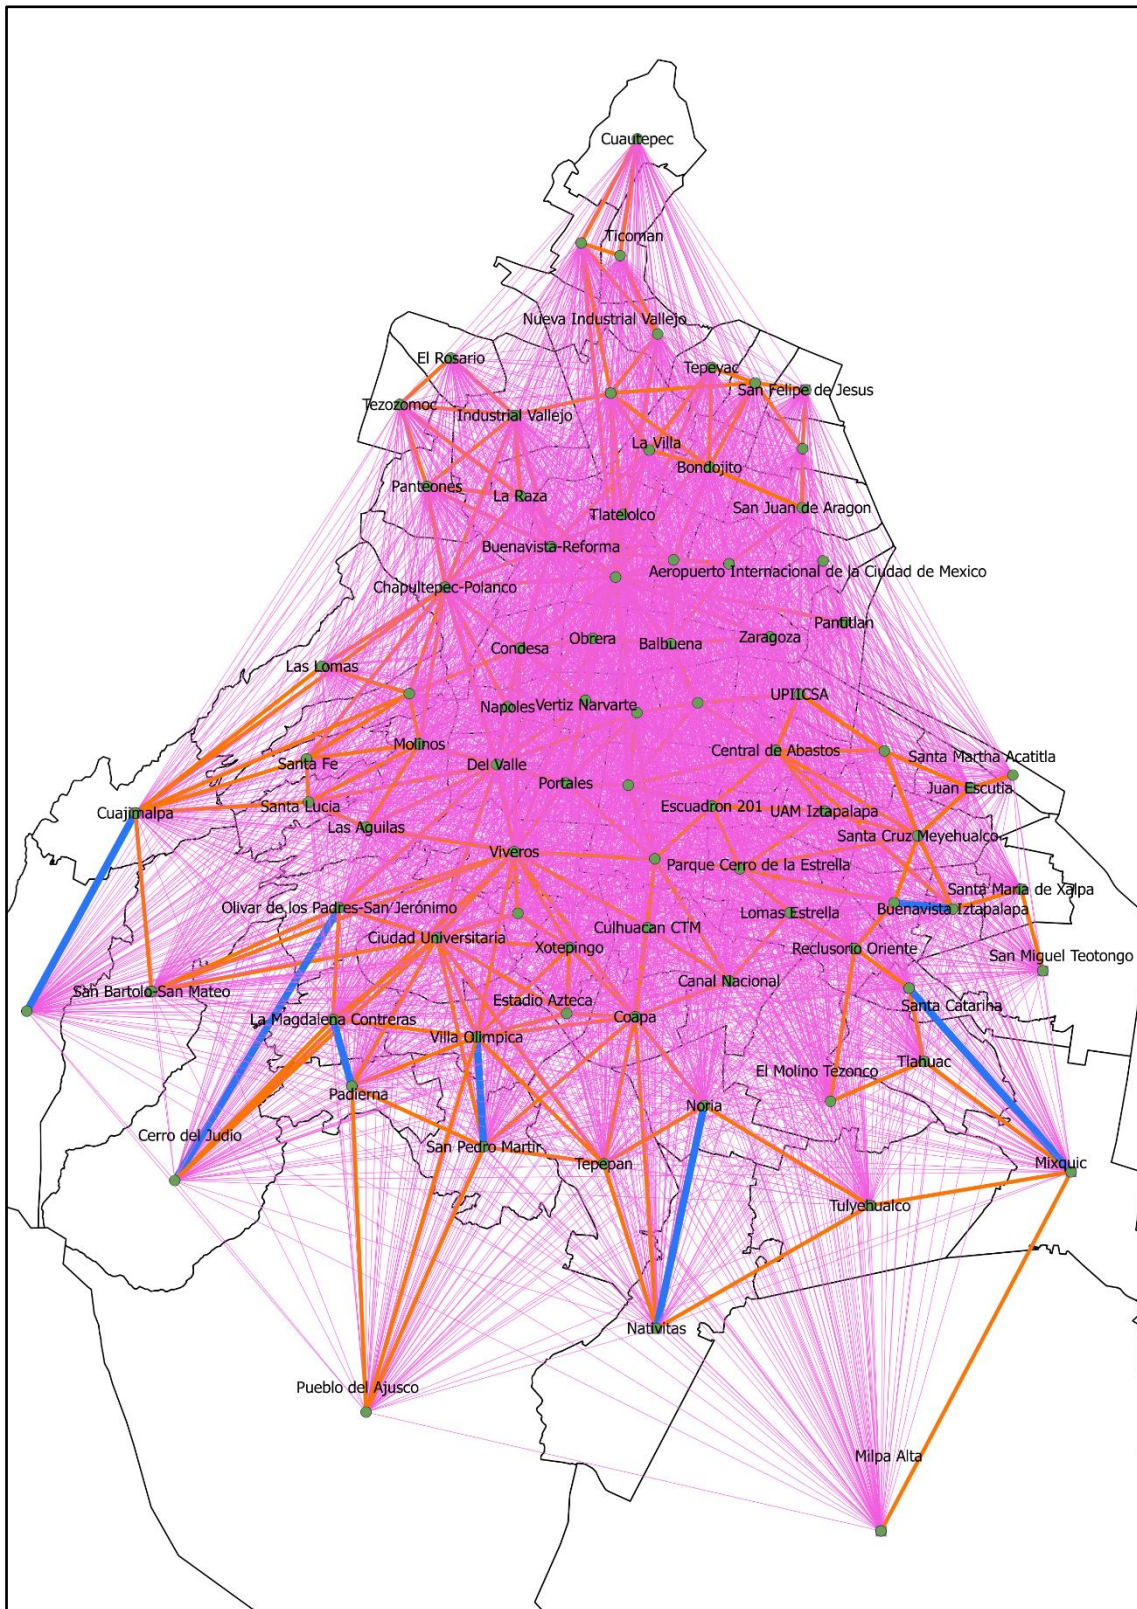 Cuautepec
Ticoman
Nueva Industrial Vallejo
El Rosario
Tepeyac
San Felipe de Jesus
Tezozomoc
Industrial Vallejo
La Villa
Bondojito
Panteones
La Raza
San Juan de Aragon
Tlatelolco
Buenavista-Reforma
Aeropuerto Internacional de la Ciudad de Mexico
Chapultepec-Polanco
Pantitlan
Obrera
Zaragoza
Condesa
Balbuena
Las Lomas
UPIICSA
Napoles
Vertiz Narvarte
Molinos
Central de Abastos
Santa Martha Acatitla
Santa Fe
Del Valle
Portales
Juan Escutia
Cuajimalpa
Santa Lucia
Escuadron 201
UAM Iztapalapa
Las Aguilas
Santa Cruz Meyehualco
Viveros
Parque Cerro de la Estrella
Santa Maria de Xalpa
Olivar de los Padres-San Jerónimo
Lomas Estrella
Buenavista Iztapalapa
Culhuacan CTM
Ciudad Universitaria
Xotepingo
Reclusorio Oriente
San Miguel Teotongo
San Bartolo-San Mateo
Canal Nacional
Estadio Azteca
Santa Catarina
La Magdalena Contreras
Coapa
Villa Olimpica
Tlahuac
El Molino Tezonco
Padierna
Noria
Cerro del Judio
San Pedro Martir
Tepepan
Mixquic
Tulyehualco
Nativitas
Pueblo del Ajusco
Milpa Alta